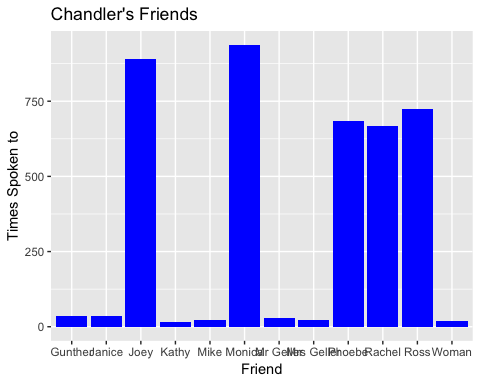 Chandler's Friends
Times Spoken to
750
500
250
0
Gunther Janice Joey Kathy Mike Monica Mr Geller Mrs Geller Phoebe Rachel Ross Woman
Friend